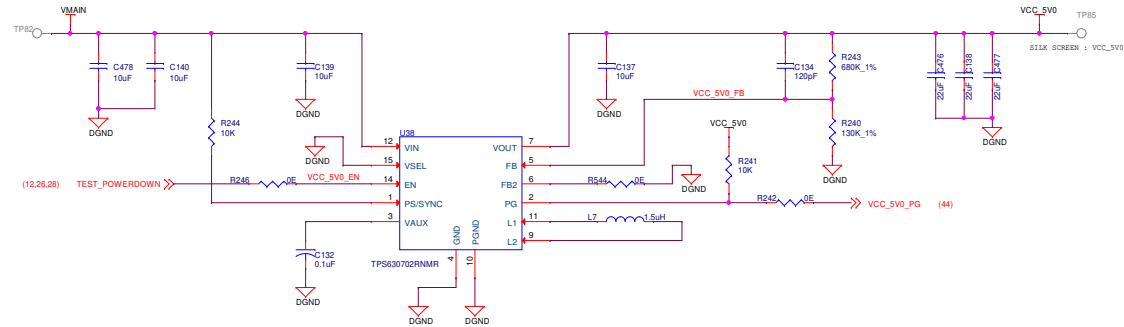 VMAIN
TP82
VCC_5V0
TP85
SILK SCREEN : VCC_5V0
C478
10uF
C140
10uF
C139
10uF
C137
10uF
C134
120pF
R243
680K_1%
C476
22uF
C138
22uF
C477
22uF
DGND
R244
10K
VCC_5V0_FB
R240
130K_1%
DGND
DGND
DGND
DGND
U38
12
VIN
VOUT
7
15
VSEL
FB
5
14
EN
FB2
6
1
PS/SYNC
PG
2
3
VAUX
L1
11
L2
9
GND
4
PGND
10
TPS630702RNMR
DGND
(12,26,28)
TEST_POWERDOWN
R246
0E
VCC_5V0_EN
R544
0E
DGND
VCC_5V0
R241
10K
R242
0E
VCC_5V0_PG
(44)
L7
1.5uH
C132
0.1uF
DGND
DGND
DGND